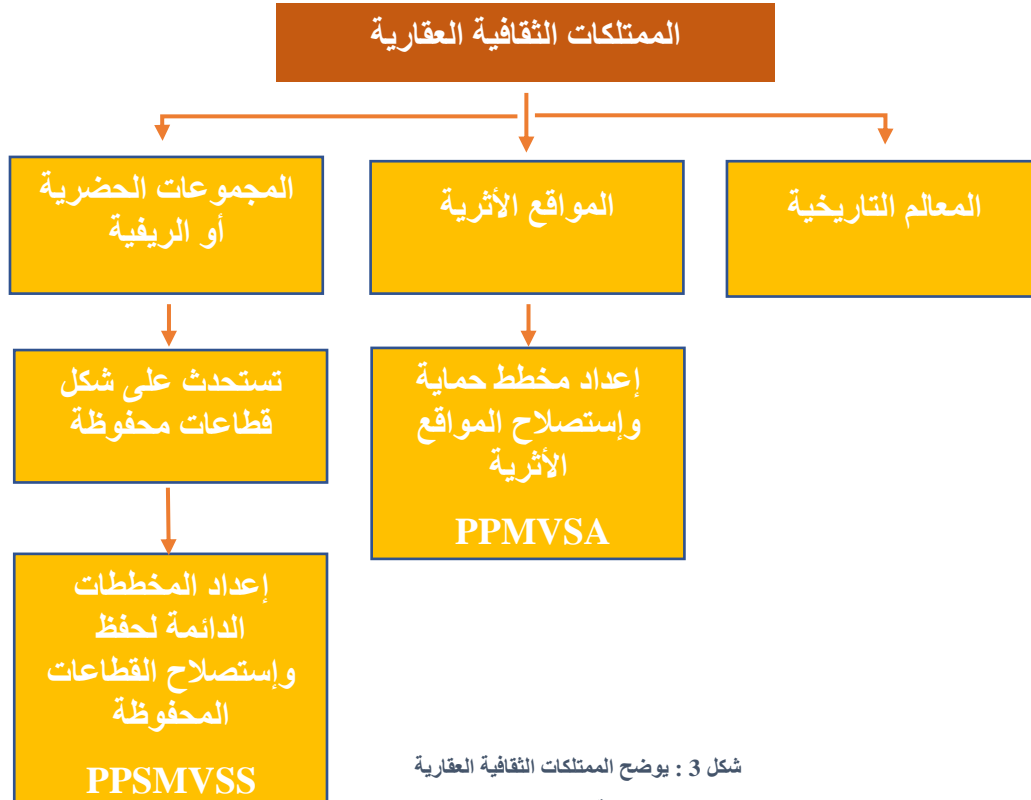 الممتلكات الثقافية العقارية
المعالم التاريخية
المواقع الأثرية
المجموعات الحضرية
أو الريفية
إعداد مخطط حماية
وإستصلاح المواقع
الأثرية
PPMVSA
تستحدث على شكل
قطاعات محفوظة
إعداد المخططات
الدائمة لحفظ
وإستصلاح القطاعات
المحفوظة
PPSMVSS
شكل 3 : يوضح الممتلكات الثقافية العقارية